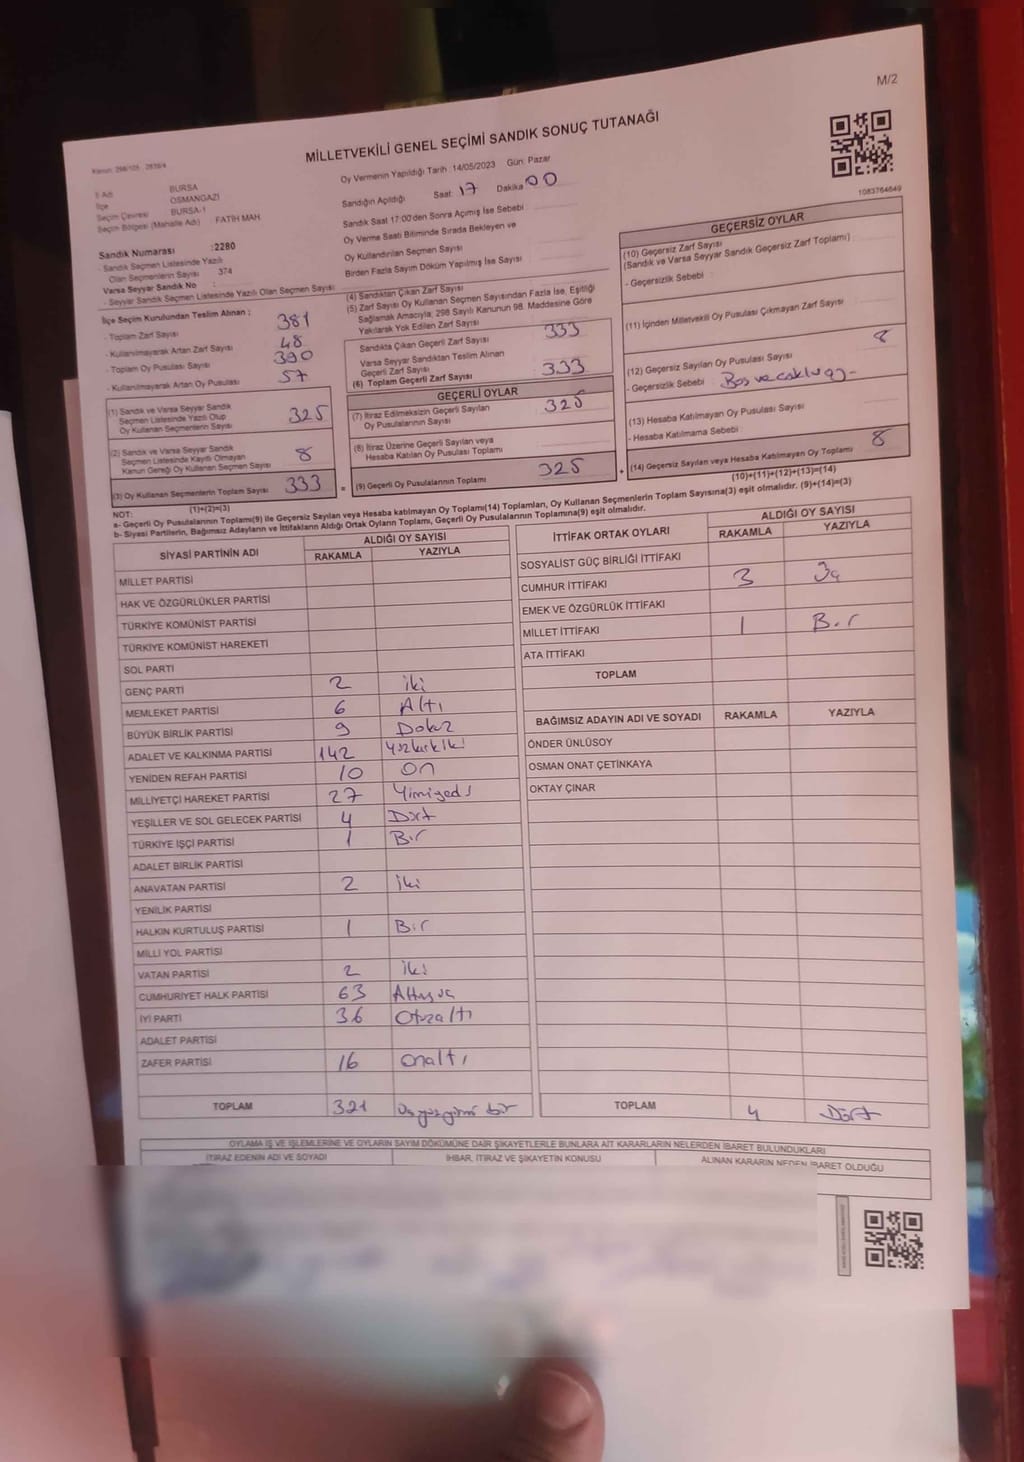 M/2
MİLLETVEKİLİ GENEL SEÇİMİ SANDIK SONUÇ TUTANAĞI
1083764649
İl Adı BURSA
İlçe OSMANGAZİ
Seçim Çevresi BURSA-1
Seçim Bölgesi (Mahalle Adı) FATİH MAH
Sandık Numarası :2280
- Sandık Seçmen Listesinde Yazılı
Olan Seçmenlerin Sayısı 374
Varsa Seyyar Sandık No :
- Seyyar Sandık Seçmen Listesinde Yazılı Olan Seçmen Sayısı :
İlçe Seçim Kurulundan Teslim Alınan ;
- Toplam Zarf Sayısı 381
- Kullanılmayarak Artan Zarf Sayısı 48
- Toplam Oy Pusulası Sayısı 390
- Kullanılmayarak Artan Oy Pusulası 57
(1) Sandık ve Varsa Seyyar Sandık
Seçmen Listesinde Yazılı Olup
Oy Kullanan Seçmenlerin Sayısı 325
(2) Sandık ve Varsa Seyyar Sandık
Seçmen Listesinde Kayıtlı Olmayan
Kanun Gereği Oy Kullanan Seçmen Sayısı 8
(3) Oy Kullanan Seçmenlerin Toplam Sayısı 333
(1)+(2)=(3)
Oy Vermenin Yapıldığı Tarih :14/05/2023 Gün: Pazar
Sandığın Açıldığı Saat: 17 Dakika 00
Sandık Saat 17:00'den Sonra Açımış İse Sebebi
Oy Verme Saati Bitiminde Sırada Bekleyen ve
Oy Kullandırılan Seçmen Sayısı
Birden Fazla Sayım Döküm Yapılmış İse Sayısı
(4) Sandıktan Çıkan Zarf Sayısı
(5) Zarf Sayısı Oy Kullanan Seçmen Sayısından Fazla İse, Eşitliği
Sağlamak Amacıyla, 298 Sayılı Kanunun 98. Maddesine Göre
Yakılarak Yok Edilen Zarf Sayısı
Sandıkta Çıkan Geçerli Zarf Sayısı 333
Varsa Seyyar Sandıktan Teslim Alınan
Geçerli Zarf Sayısı
(6) Toplam Geçerli Zarf Sayısı 333
GEÇERLİ OYLAR
(7) İtiraz Edilmeksizin Geçerli Sayılan
Oy Pusulalarının Sayısı 325
(8) İtiraz Üzerine Geçerli Sayılan veya
Hesaba Katılan Oy Pusulası Toplamı
= (9) Geçerli Oy Pusulalarının Toplamı 325 +
GEÇERSİZ OYLAR
(10) Geçersiz Zarf Sayısı
(Sandık ve Varsa Seyyar Sandık Geçersiz Zarf Toplamı)
- Geçersizlik Sebebi :
(11) İçinden Milletvekili Oy Pusulası Çıkmayan Zarf Sayısı
(12) Geçersiz Sayılan Oy Pusulası Sayısı 8
- Geçersizlik Sebebi
(13) Hesaba Katılmayan Oy Pusulası Sayısı
- Hesaba Katılmama Sebebi
(14) Geçersiz Sayılan veya Hesaba Katılmayan Oy Toplamı 8
(10)+(11)+(12)+(13)=(14)
NOT:
a- Geçerli Oy Pusulalarının Toplamı(9) ile Geçersiz Sayılan veya Hesaba katılmayan Oy Toplamı(14) Toplamları, Oy Kullanan Seçmenlerin Toplam Sayısına(3) eşit olmalıdır. (9)+(14)=(3)
b- Siyasi Partilerin, Bağımsız Adayların ve İttifakların Aldığı Ortak Oyların Toplamı, Geçerli Oy Pusulalarının Toplamına(9) eşit olmalıdır.
SİYASİ PARTİNİN ADI ALDIĞI OY SAYISI
RAKAMLA YAZIYLA
MİLLET PARTİSİ
HAK VE ÖZGÜRLÜKLER PARTİSİ
TÜRKİYE KOMÜNİST PARTİSİ
TÜRKİYE KOMÜNİST HAREKETİ
SOL PARTİ
GENÇ PARTİ 2 iki
MEMLEKET PARTİSİ 6 Altı
BÜYÜK BİRLİK PARTİSİ 9 Dokuz
ADALET VE KALKINMA PARTİSİ 142 Yüzkırkiki
YENİDEN REFAH PARTİSİ 10 On
MİLLİYETÇİ HAREKET PARTİSİ 27 Yirmiyedi
YEŞİLLER VE SOL GELECEK PARTİSİ 4 Dört
TÜRKİYE İŞÇİ PARTİSİ 1 Bir
ADALET BİRLİK PARTİSİ
ANAVATAN PARTİSİ 2 iki
YENİLİK PARTİSİ
HALKIN KURTULUŞ PARTİSİ 1 Bir
MİLLİ YOL PARTİSİ
VATAN PARTİSİ 2 iki
CUMHURİYET HALK PARTİSİ 63 Altmışüç
İYİ PARTİ 36 Otuzaltı
ADALET PARTİSİ
ZAFER PARTİSİ 16 Onaltı
TOPLAM 321 Üçyüzyirmi bir
İTTİFAK ORTAK OYLARI ALDIĞI OY SAYISI
RAKAMLA YAZIYLA
SOSYALİST GÜÇ BİRLİĞİ İTTİFAKI
CUMHUR İTTİFAKI 3 Üç
EMEK VE ÖZGÜRLÜK İTTİFAKI
MİLLET İTTİFAKI 1 Bir
ATA İTTİFAKI
TOPLAM
BAĞIMSIZ ADAYIN ADI VE SOYADI RAKAMLA YAZIYLA
ÖNDER ÜNLÜSOY
OSMAN ONAT ÇETİNKAYA
OKTAY ÇINAR
TOPLAM 4 Dört
OYLAMA İŞ VE İŞLEMLERİNE VE OYLARIN SAYIM DÖKÜMÜNE DAİR ŞİKAYETLERLE BUNLARA AİT KARARLARIN NELERDEN İBARET BULUNDUKLARI
İTİRAZ EDENİN ADI VE SOYADI İHBAR, İTİRAZ VE ŞİKAYETİN KONUSU ALINAN KARARIN NEDEN İBARET OLDUĞU